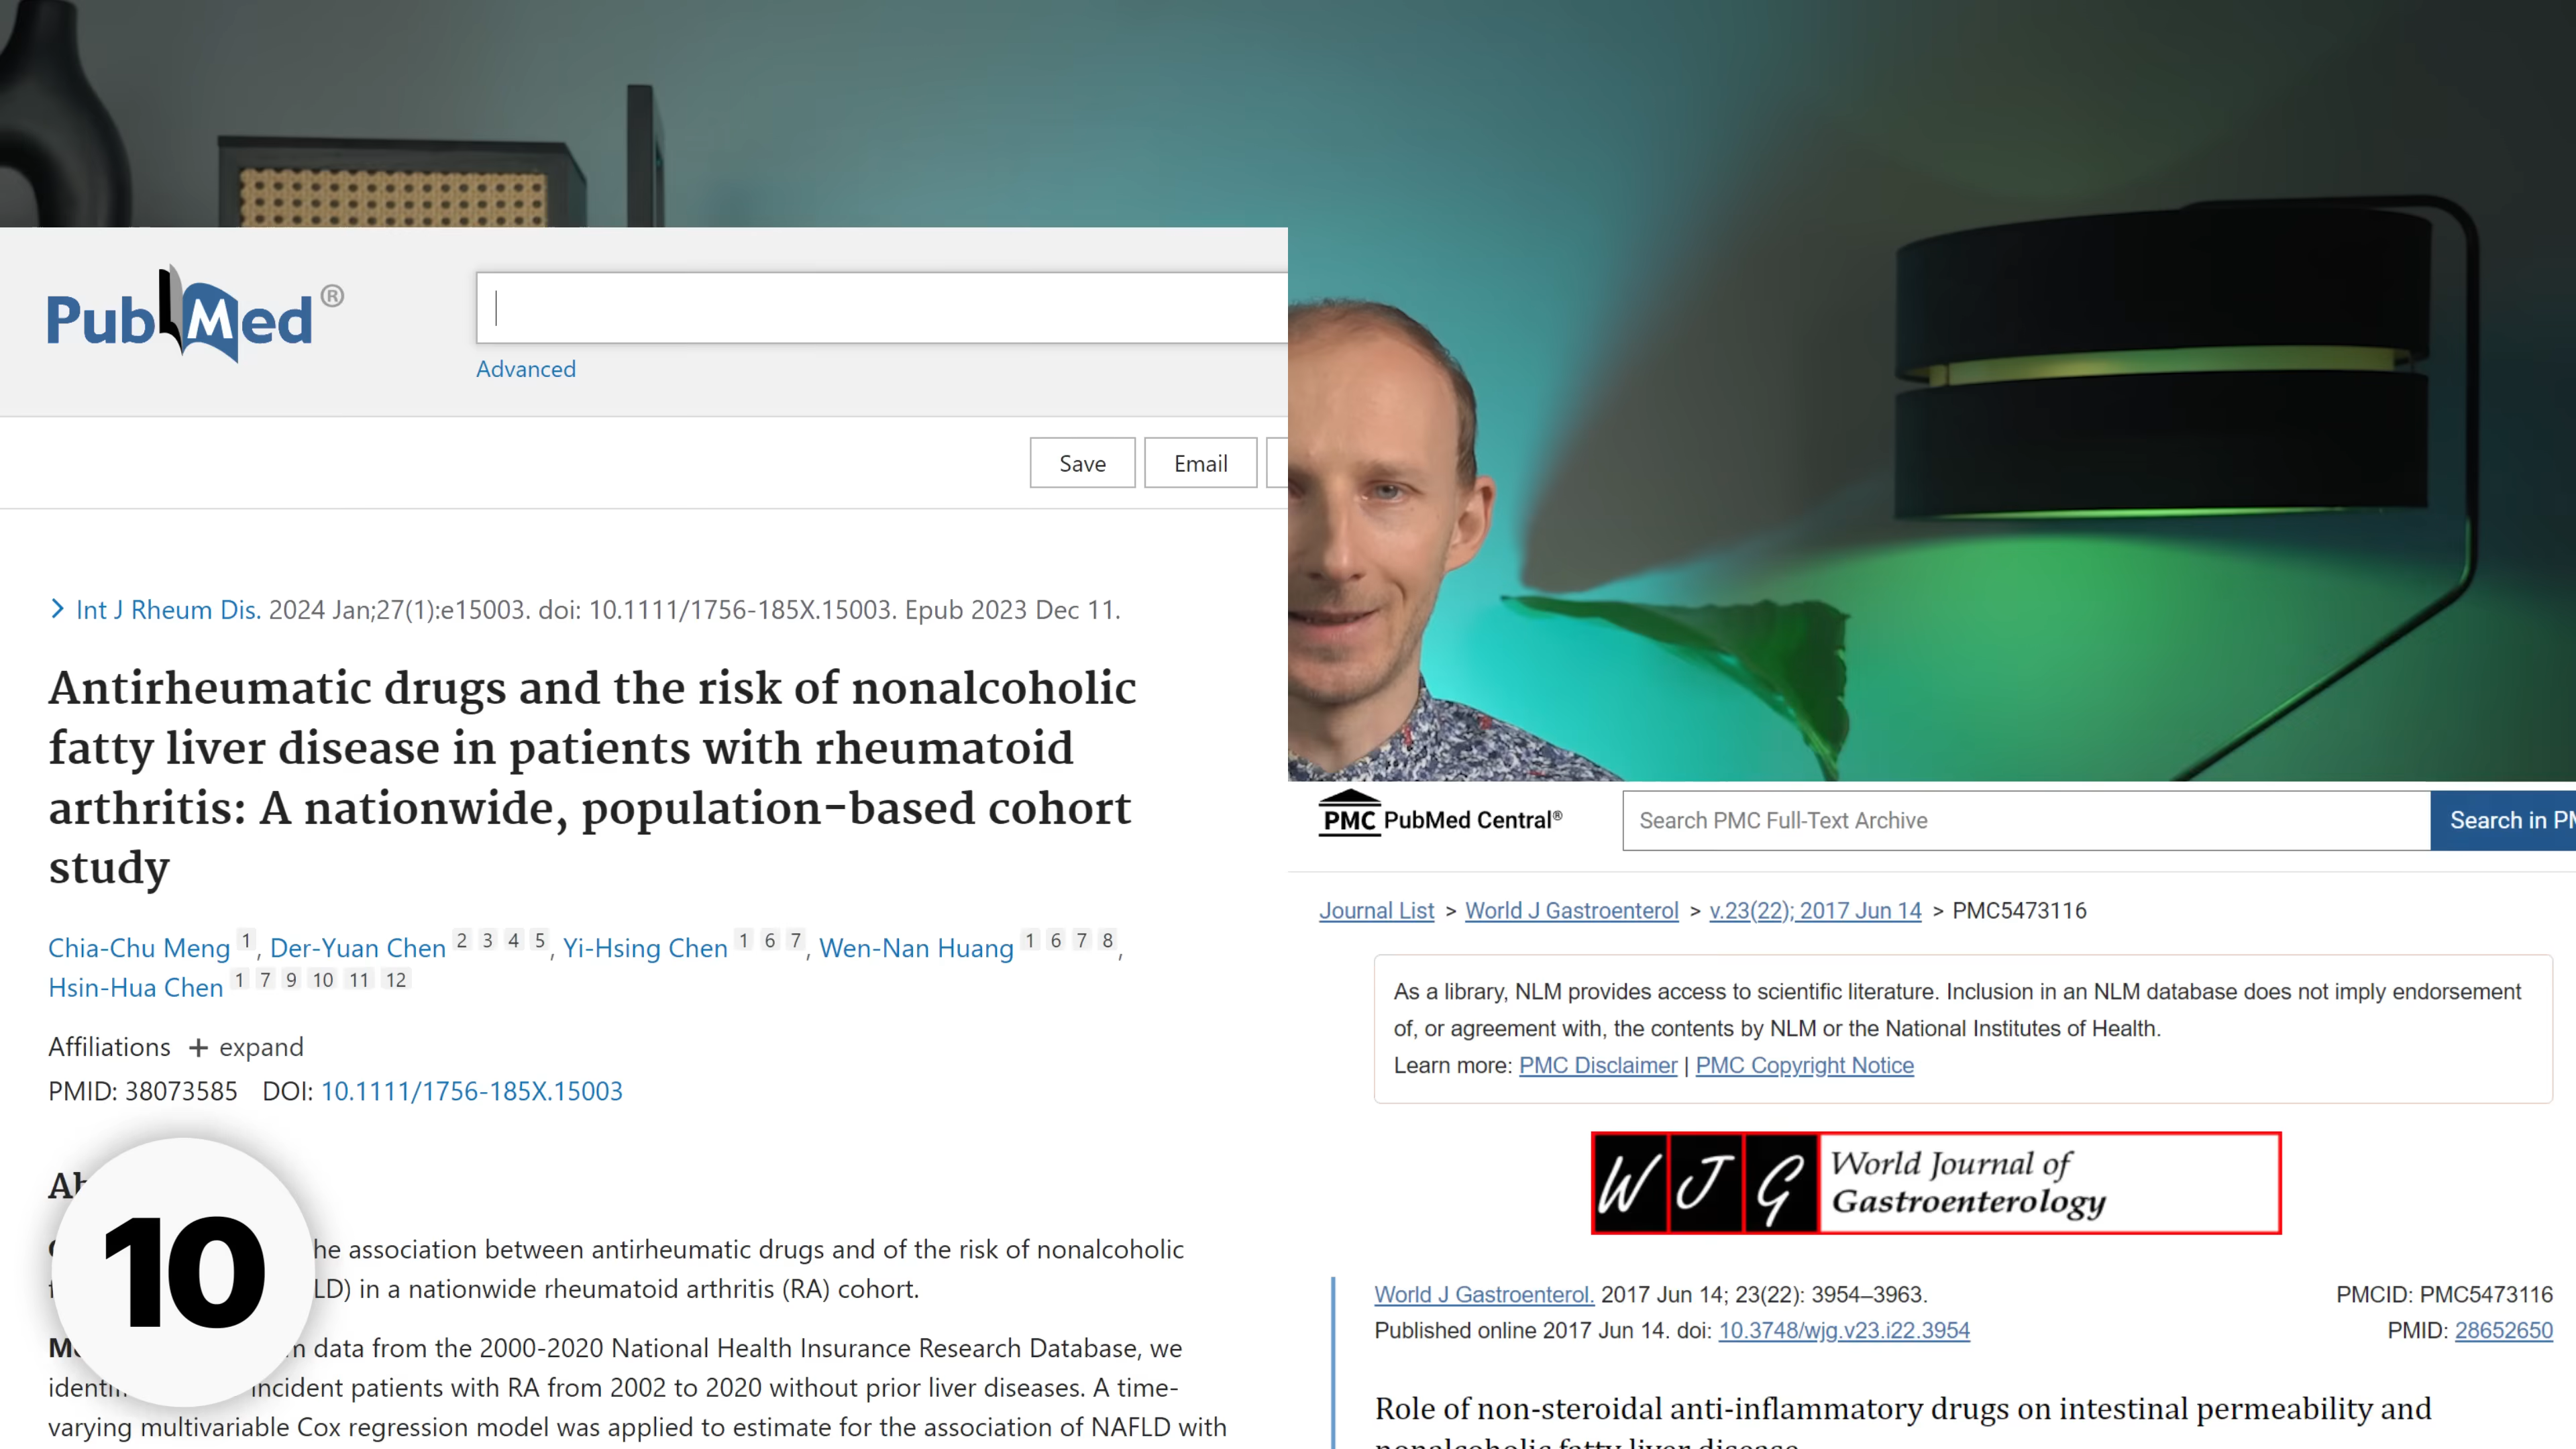 PubMed®
Advanced
Save
Email
Int J Rheum Dis. 2024 Jan;27(1):e15003. doi: 10.1111/1756-185X.15003. Epub 2023 Dec 11.
Antirheumatic drugs and the risk of nonalcoholic
fatty liver disease in patients with rheumatoid
arthritis: A nationwide, population-based cohort
study
Chia-Chu Meng 1, Der-Yuan Chen 2 3 4 5, Yi-Hsing Chen 1 6 7, Wen-Nan Huang 1 6 7 8,
Hsin-Hua Chen 1 7 9 10 11 12
Affiliations + expand
PMID: 38073585 DOI: 10.1111/1756-185X.15003
10
he association between antirheumatic drugs and of the risk of nonalcoholic
LD) in a nationwide rheumatoid arthritis (RA) cohort.
data from the 2000-2020 National Health Insurance Research Database, we
incident patients with RA from 2002 to 2020 without prior liver diseases. A time-
varying multivariable Cox regression model was applied to estimate for the association of NAFLD with
PMC PubMed Central®
Search PMC Full-Text Archive
Search in PM
Journal List > World J Gastroenterol > v.23(22); 2017 Jun 14 > PMC5473116
As a library, NLM provides access to scientific literature. Inclusion in an NLM database does not imply endorsement
of, or agreement with, the contents by NLM or the National Institutes of Health.
Learn more: PMC Disclaimer | PMC Copyright Notice
WJG World Journal of
Gastroenterology
World J Gastroenterol. 2017 Jun 14; 23(22): 3954–3963.
PMCID: PMC5473116
Published online 2017 Jun 14. doi: 10.3748/wjg.v23.i22.3954
PMID: 28652650
Role of non-steroidal anti-inflammatory drugs on intestinal permeability and
nonalcoholic fatty liver disease